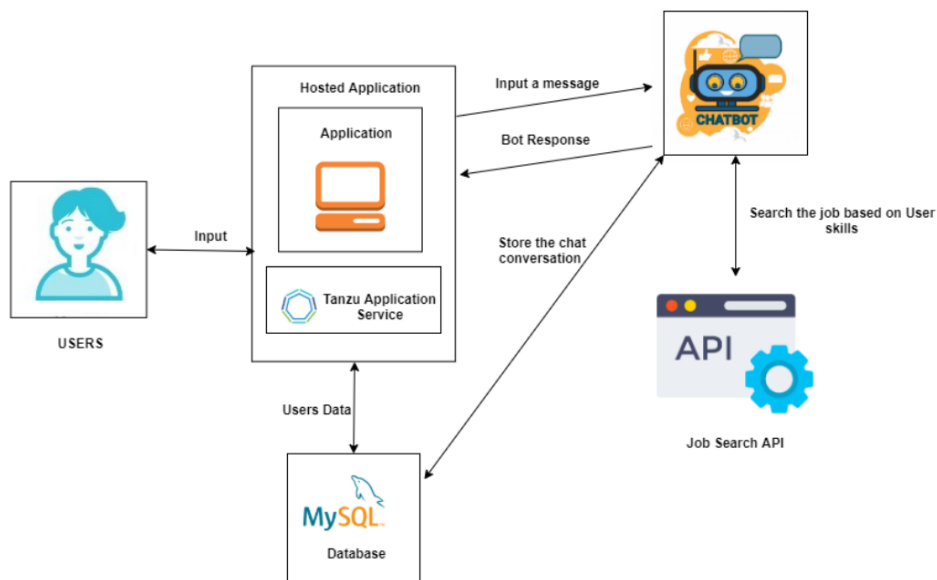 Hosted Application
Application
Tanzu Application
Service
Input a message
Bot Response
CHATBOT
Input
USERS
Store the chat
conversation
Search the job based on User
skills
API
Job Search API
Users Data
MySQL
Database